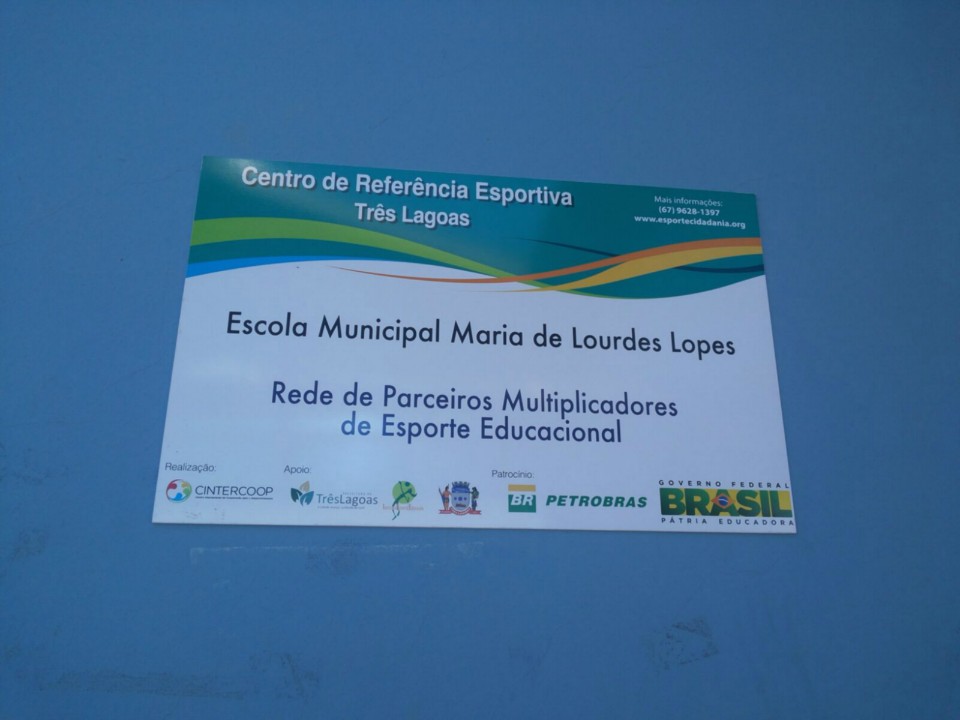 Centro de Referência Esportiva
Três Lagoas
Mais informações:
(67) 9628-1397
www.esportecidadania.org
Escola Municipal Maria de Lourdes Lopes
Rede de Parceiros Multiplicadores
de Esporte Educacional
Realização:
CINTERCOOP
Apoio:
TrêsLagoas
Patrocínio:
BR PETROBRAS
GOVERNO FEDERAL
BRASIL
PÁTRIA EDUCADORA